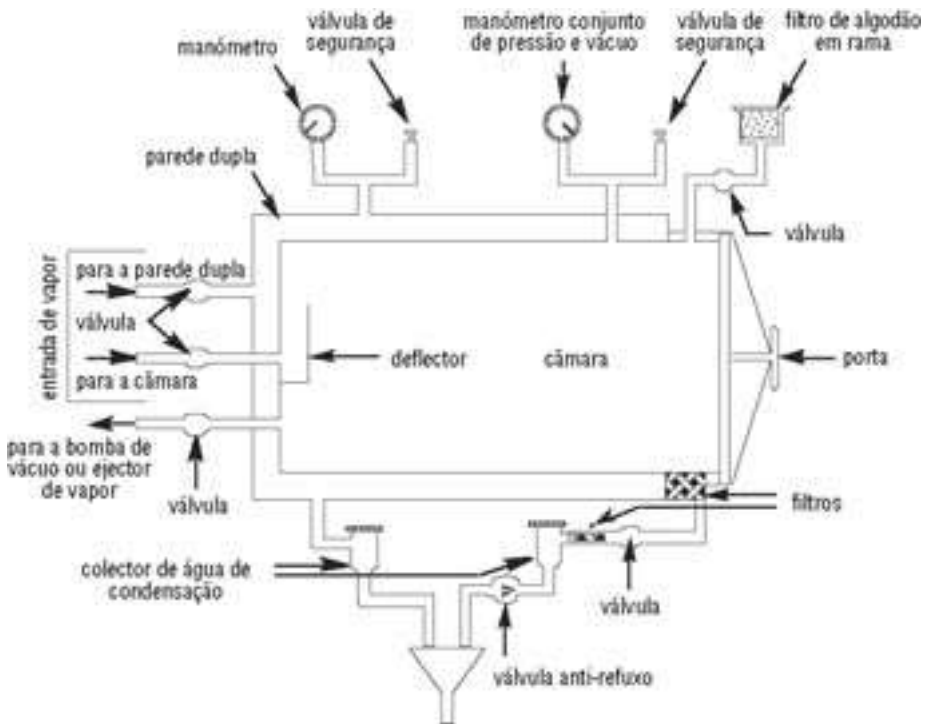 manómetro
válvula de
segurança
manómetro conjunto
de pressão e vácuo
válvula de
segurança
filtro de algodão
em rama
parede dupla
válvula
entrada de vapor
para a parede dupla
válvula
para a câmara
deflector
câmara
porta
para a bomba de
vácuo ou ejector
de vapor
válvula
filtros
colector de água de
condensação
válvula
válvula anti-refuxo